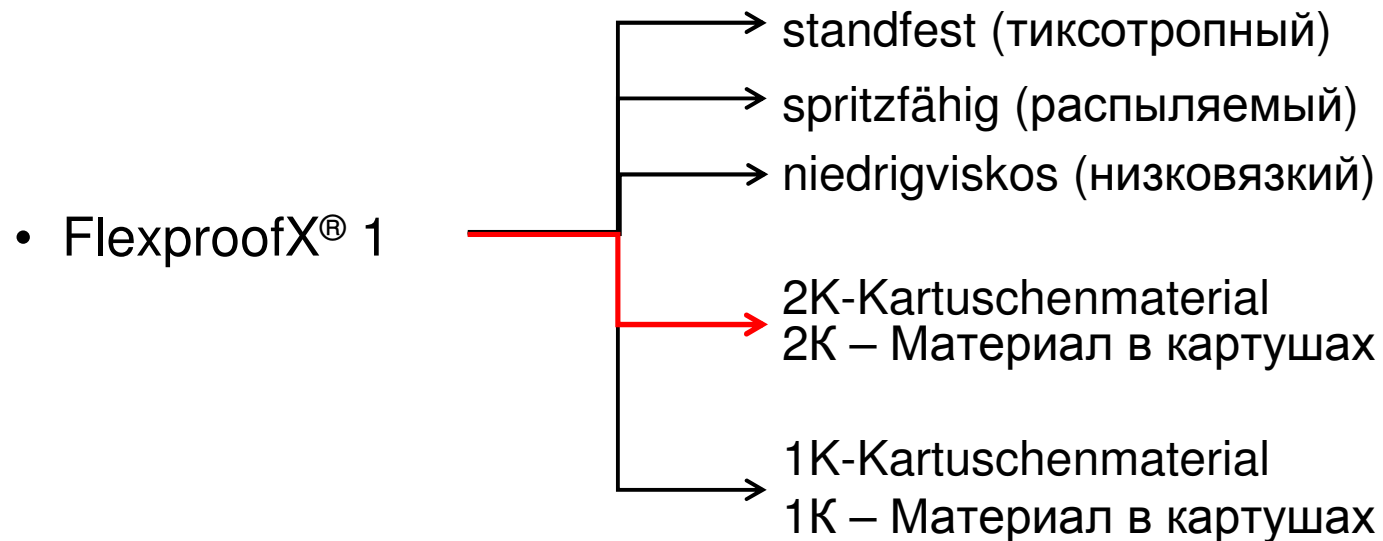 standfest (тиксотропный)
spritzfähig (распыляемый)
niedrigviskos (низковязкий)
• FlexproofX® 1
2K-Kartuschenmaterial
2К – Материал в картушах
1K-Kartuschenmaterial
1К – Материал в картушах